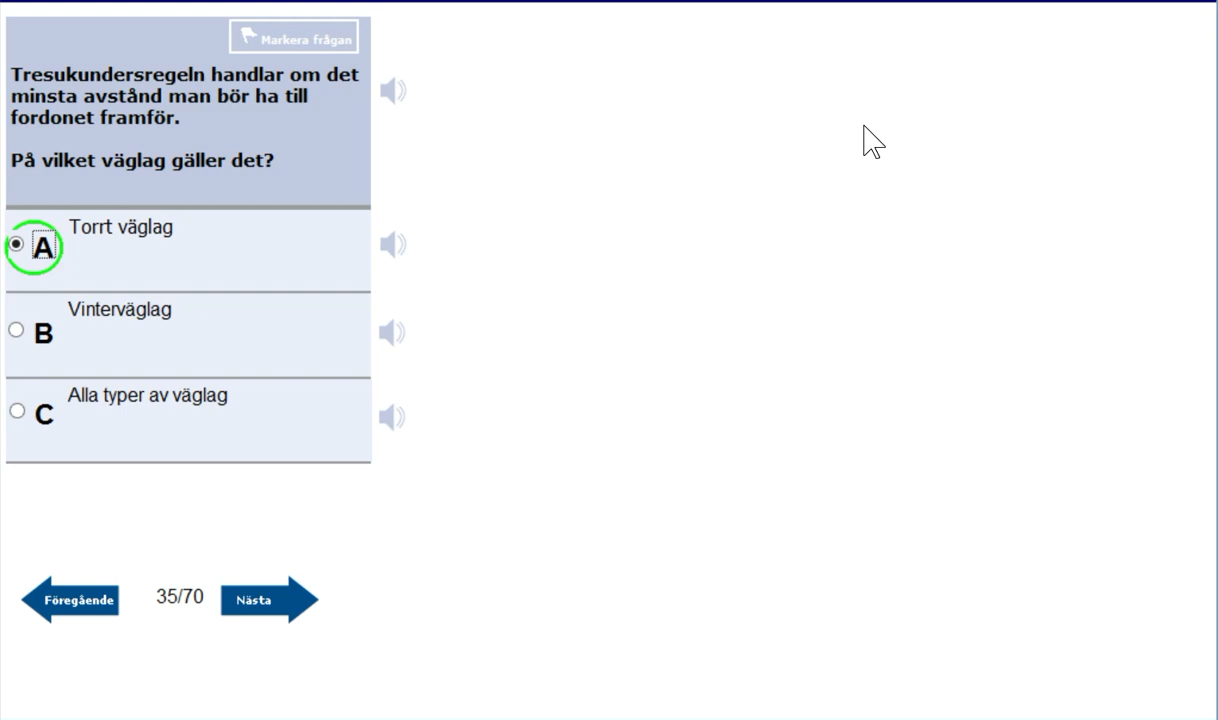 Markera frågan
Tresukundersregeln handlar om det
minsta avstånd man bör ha till
fordonet framför.
På vilket väglag gäller det?
A Torrt väglag
B Vinterväglag
C Alla typer av väglag
Föregående 35/70 Nästa